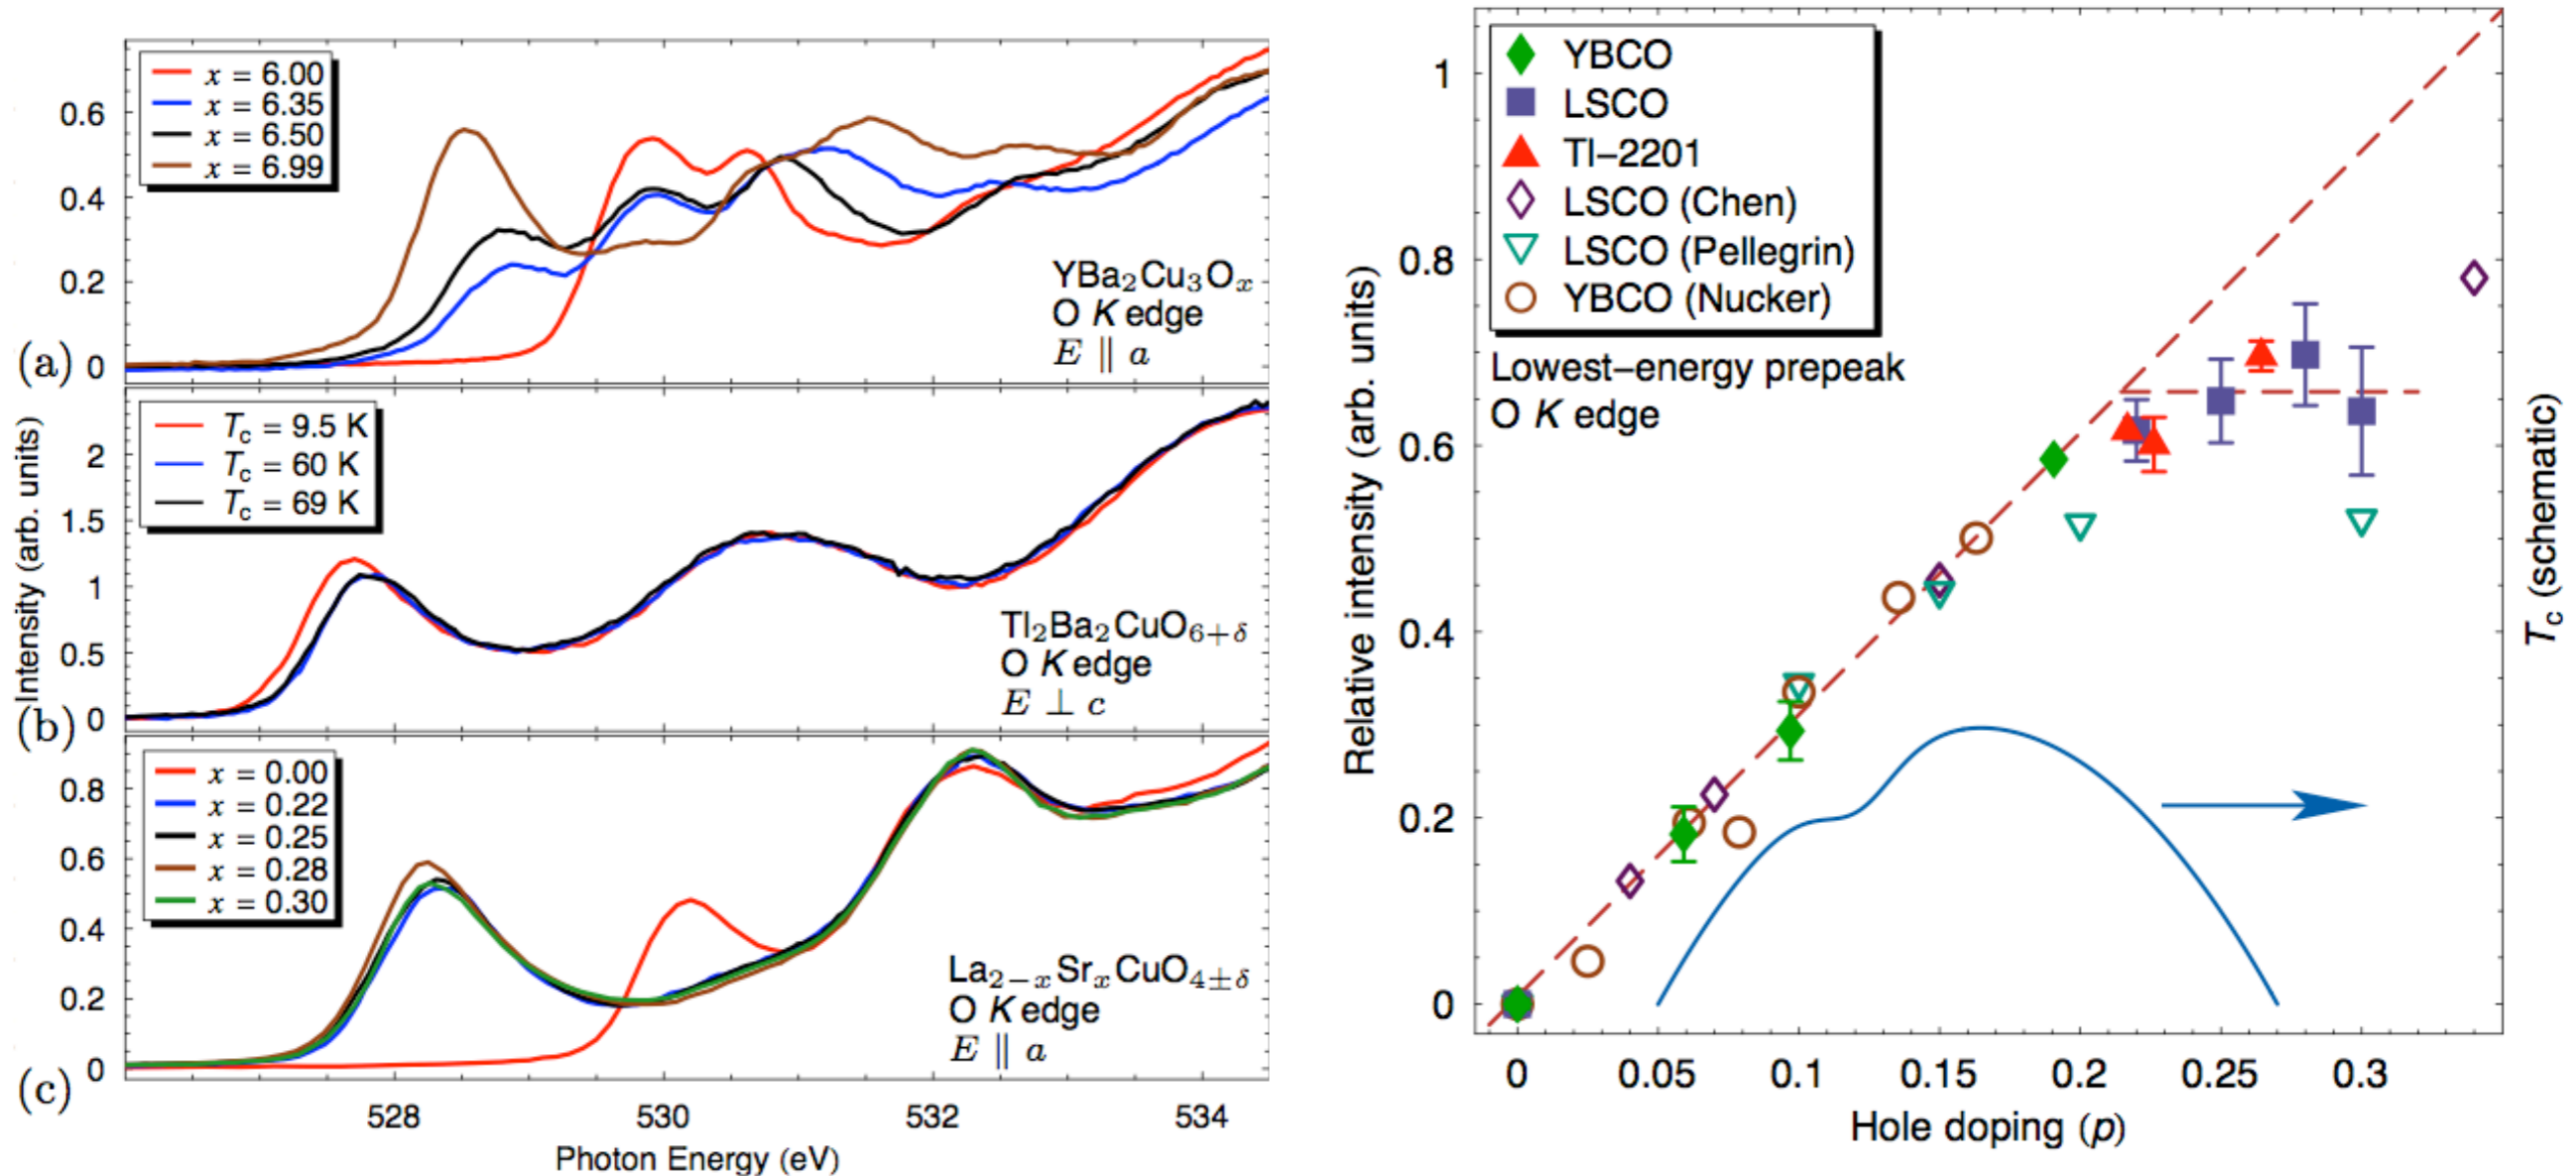 x = 6.00
x = 6.35
x = 6.50
x = 6.99
0.6
0.4
0.2
0
(a)
YBa₂Cu₃Oₓ
O K edge
E ∥ a
T_c = 9.5 K
T_c = 60 K
T_c = 69 K
2
1.5
1
0.5
0
(b)
Intensity (arb. units)
Tl₂Ba₂CuO₆₊δ
O K edge
E ⊥ c
x = 0.00
x = 0.22
x = 0.25
x = 0.28
x = 0.30
0.8
0.6
0.4
0.2
0
(c)
La₂₋ₓSrₓCuO₄±δ
O K edge
E ∥ a
528 530 532 534
Photon Energy (eV)
YBCO
LSCO
Tl−2201
LSCO (Chen)
LSCO (Pellegrin)
YBCO (Nucker)
Lowest−energy prepeak
O K edge
1
0.8
0.6
0.4
0.2
0
Relative intensity (arb. units)
T_c (schematic)
0 0.05 0.1 0.15 0.2 0.25 0.3
Hole doping (p)